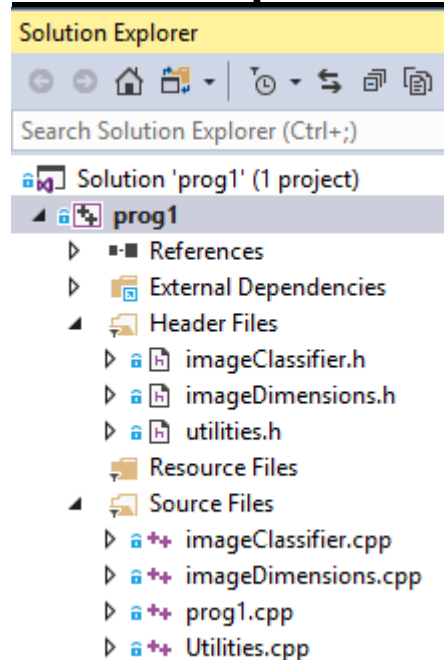 Solution Explorer
Search Solution Explorer (Ctrl+;)
Solution 'prog1' (1 project)
prog1
References
External Dependencies
Header Files
imageClassifier.h
imageDimensions.h
utilities.h
Resource Files
Source Files
imageClassifier.cpp
imageDimensions.cpp
prog1.cpp
Utilities.cpp